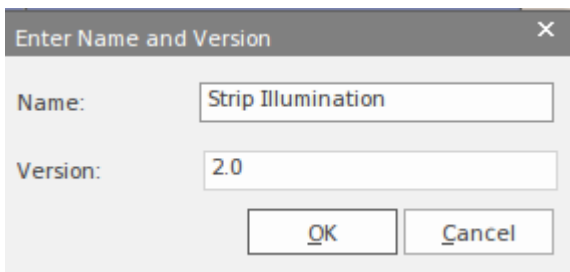 Enter Name and Version
Name: Strip Illumination
Version: 2.0
OK Cancel